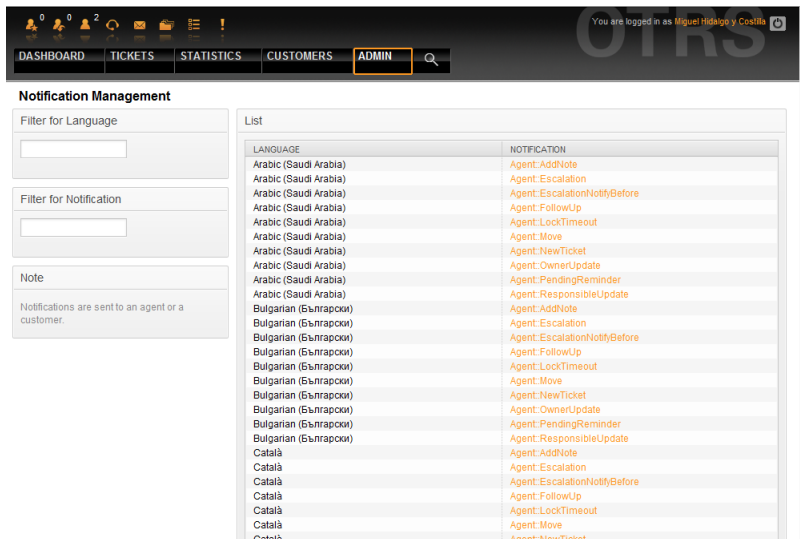 0 0 2
You are logged in as Miguel Hidalgo y Costilla
OTRS
DASHBOARD TICKETS STATISTICS CUSTOMERS ADMIN
Notification Management
Filter for Language
Filter for Notification
Note
Notifications are sent to an agent or a
customer.
List
LANGUAGE NOTIFICATION
Arabic (Saudi Arabia) Agent::AddNote
Arabic (Saudi Arabia) Agent::Escalation
Arabic (Saudi Arabia) Agent::EscalationNotifyBefore
Arabic (Saudi Arabia) Agent::FollowUp
Arabic (Saudi Arabia) Agent::LockTimeout
Arabic (Saudi Arabia) Agent::Move
Arabic (Saudi Arabia) Agent::NewTicket
Arabic (Saudi Arabia) Agent::OwnerUpdate
Arabic (Saudi Arabia) Agent::PendingReminder
Arabic (Saudi Arabia) Agent::ResponsibleUpdate
Bulgarian (Български) Agent::AddNote
Bulgarian (Български) Agent::Escalation
Bulgarian (Български) Agent::EscalationNotifyBefore
Bulgarian (Български) Agent::FollowUp
Bulgarian (Български) Agent::LockTimeout
Bulgarian (Български) Agent::Move
Bulgarian (Български) Agent::NewTicket
Bulgarian (Български) Agent::OwnerUpdate
Bulgarian (Български) Agent::PendingReminder
Bulgarian (Български) Agent::ResponsibleUpdate
Català Agent::AddNote
Català Agent::Escalation
Català Agent::EscalationNotifyBefore
Català Agent::FollowUp
Català Agent::LockTimeout
Català Agent::Move
Català Agent::NewTicket